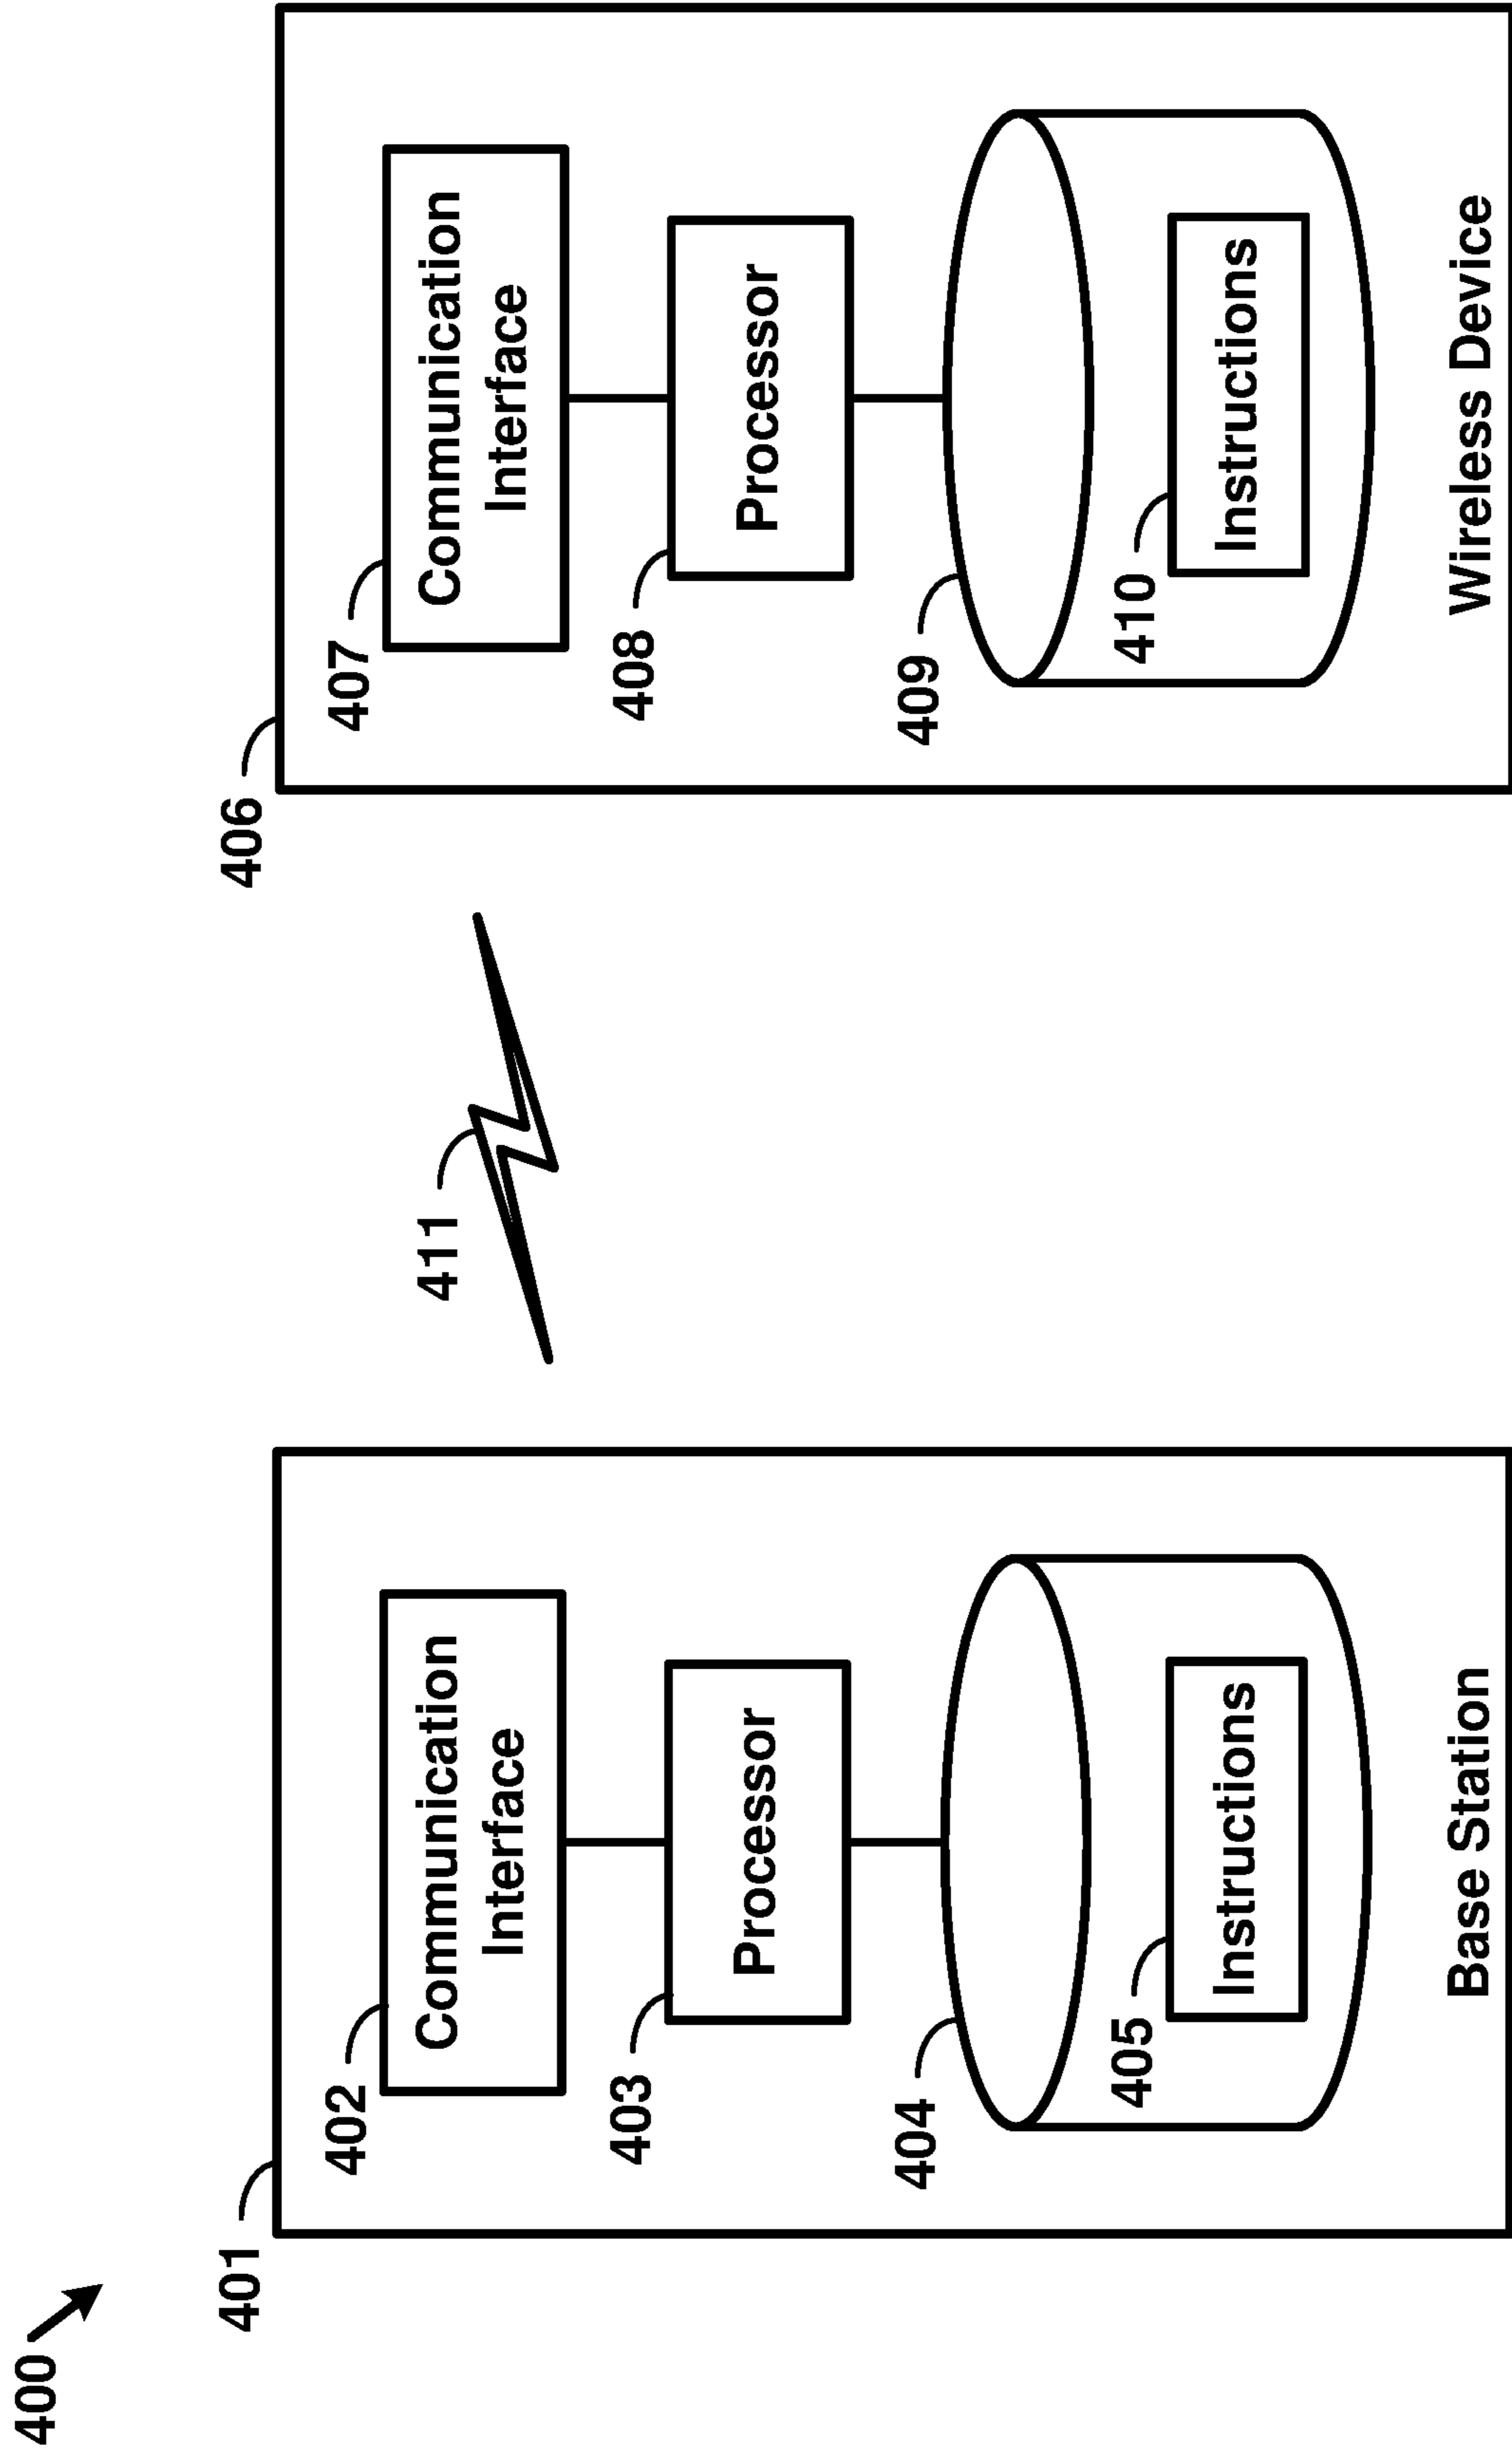 400
401
402
Communication
Interface
403
Processor
404
405
Instructions
Base Station
411
406
407
Communication
Interface
408
Processor
409
410
Instructions
Wireless Device